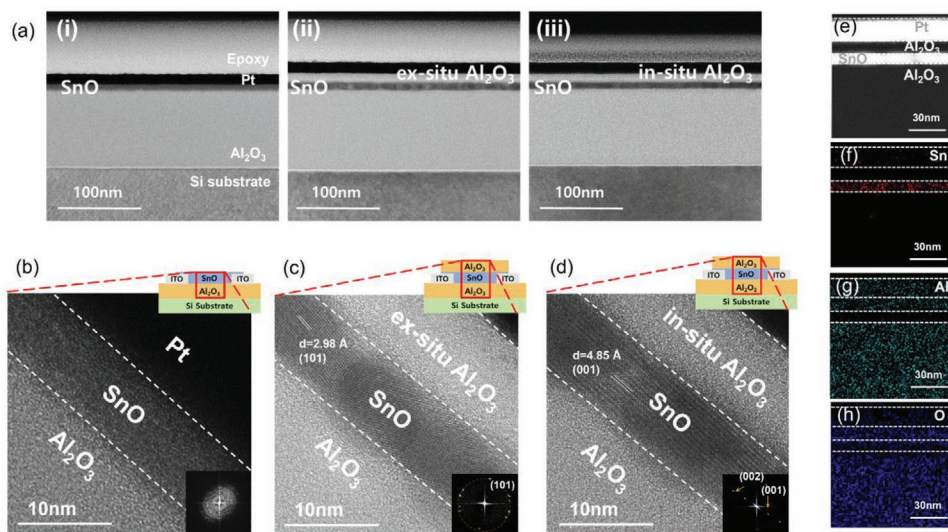 (a)
(i)
Epoxy
Pt
SnO
Al₂O₃
Si substrate
100nm
(ii)
ex-situ Al₂O₃
SnO
100nm
(iii)
in-situ Al₂O₃
SnO
100nm
(b)
SnO
ITO
ITO
Al₂O₃
Si Substrate
Pt
SnO
Al₂O₃
10nm
(c)
Al₂O₃
ITO
SnO
ITO
Al₂O₃
Si Substrate
d=2.98 Å
(101)
ex-situ Al₂O₃
SnO
Al₂O₃
(101)
10nm
(d)
Al₂O₃
ITO
SnO
ITO
Al₂O₃
Si Substrate
d=4.85 Å
(001)
in-situ Al₂O₃
SnO
Al₂O₃
(002)
(001)
10nm
(e)
Pt
Al₂O₃
SnO
Al₂O₃
30nm
(f)
Sn
30nm
(g)
Al
30nm
(h)
O
30nm